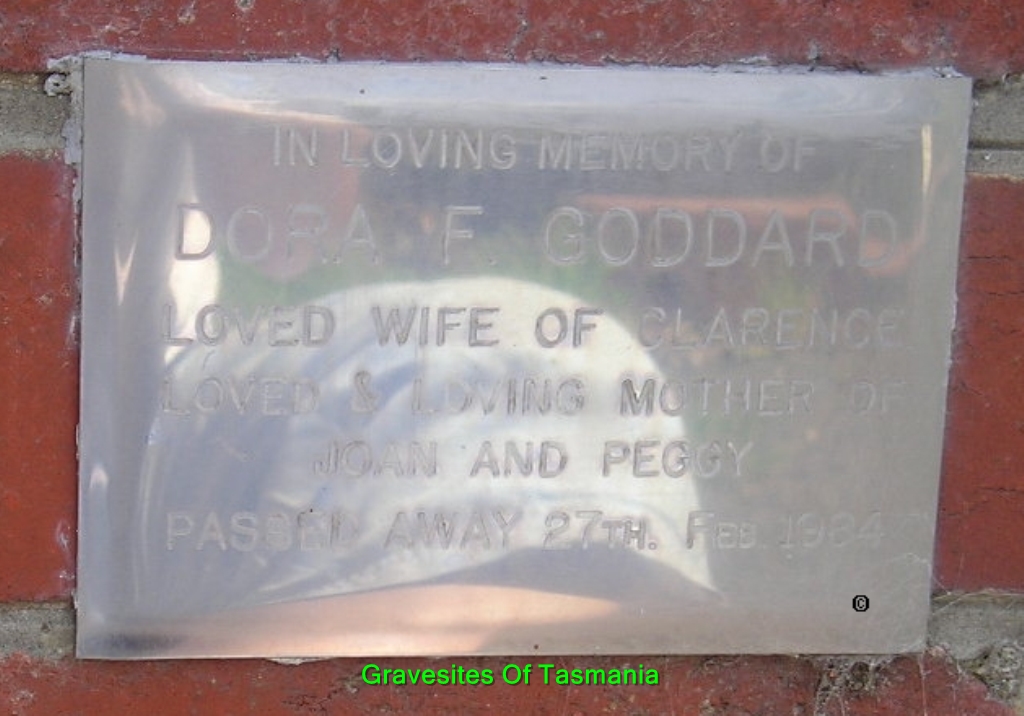 IN LOVING MEMORY OF
DORA F. GODDARD
LOVED WIFE OF CLARENCE
LOVED & LOVING MOTHER OF
JOAN AND PEGGY
PASSED AWAY 27TH. FEB. 1984
©
Gravesites Of Tasmania